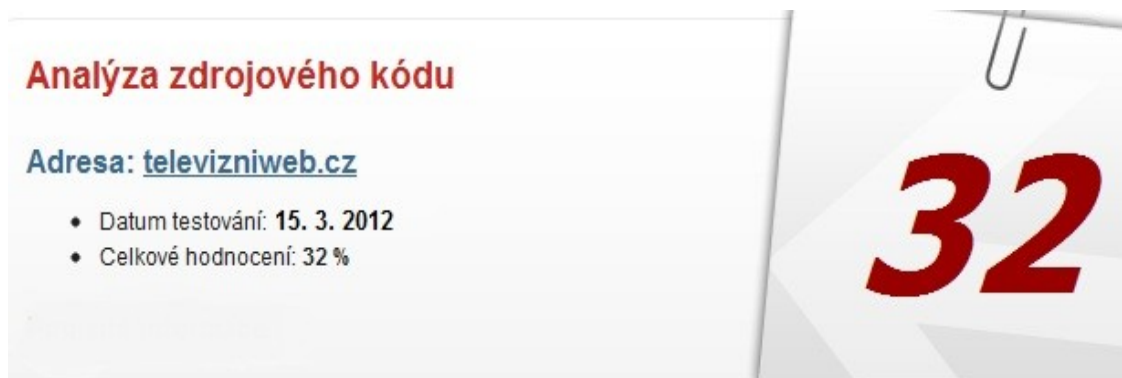 Analýza zdrojového kódu
Adresa: televizniweb.cz
Datum testování: 15. 3. 2012
Celkové hodnocení: 32 %
32